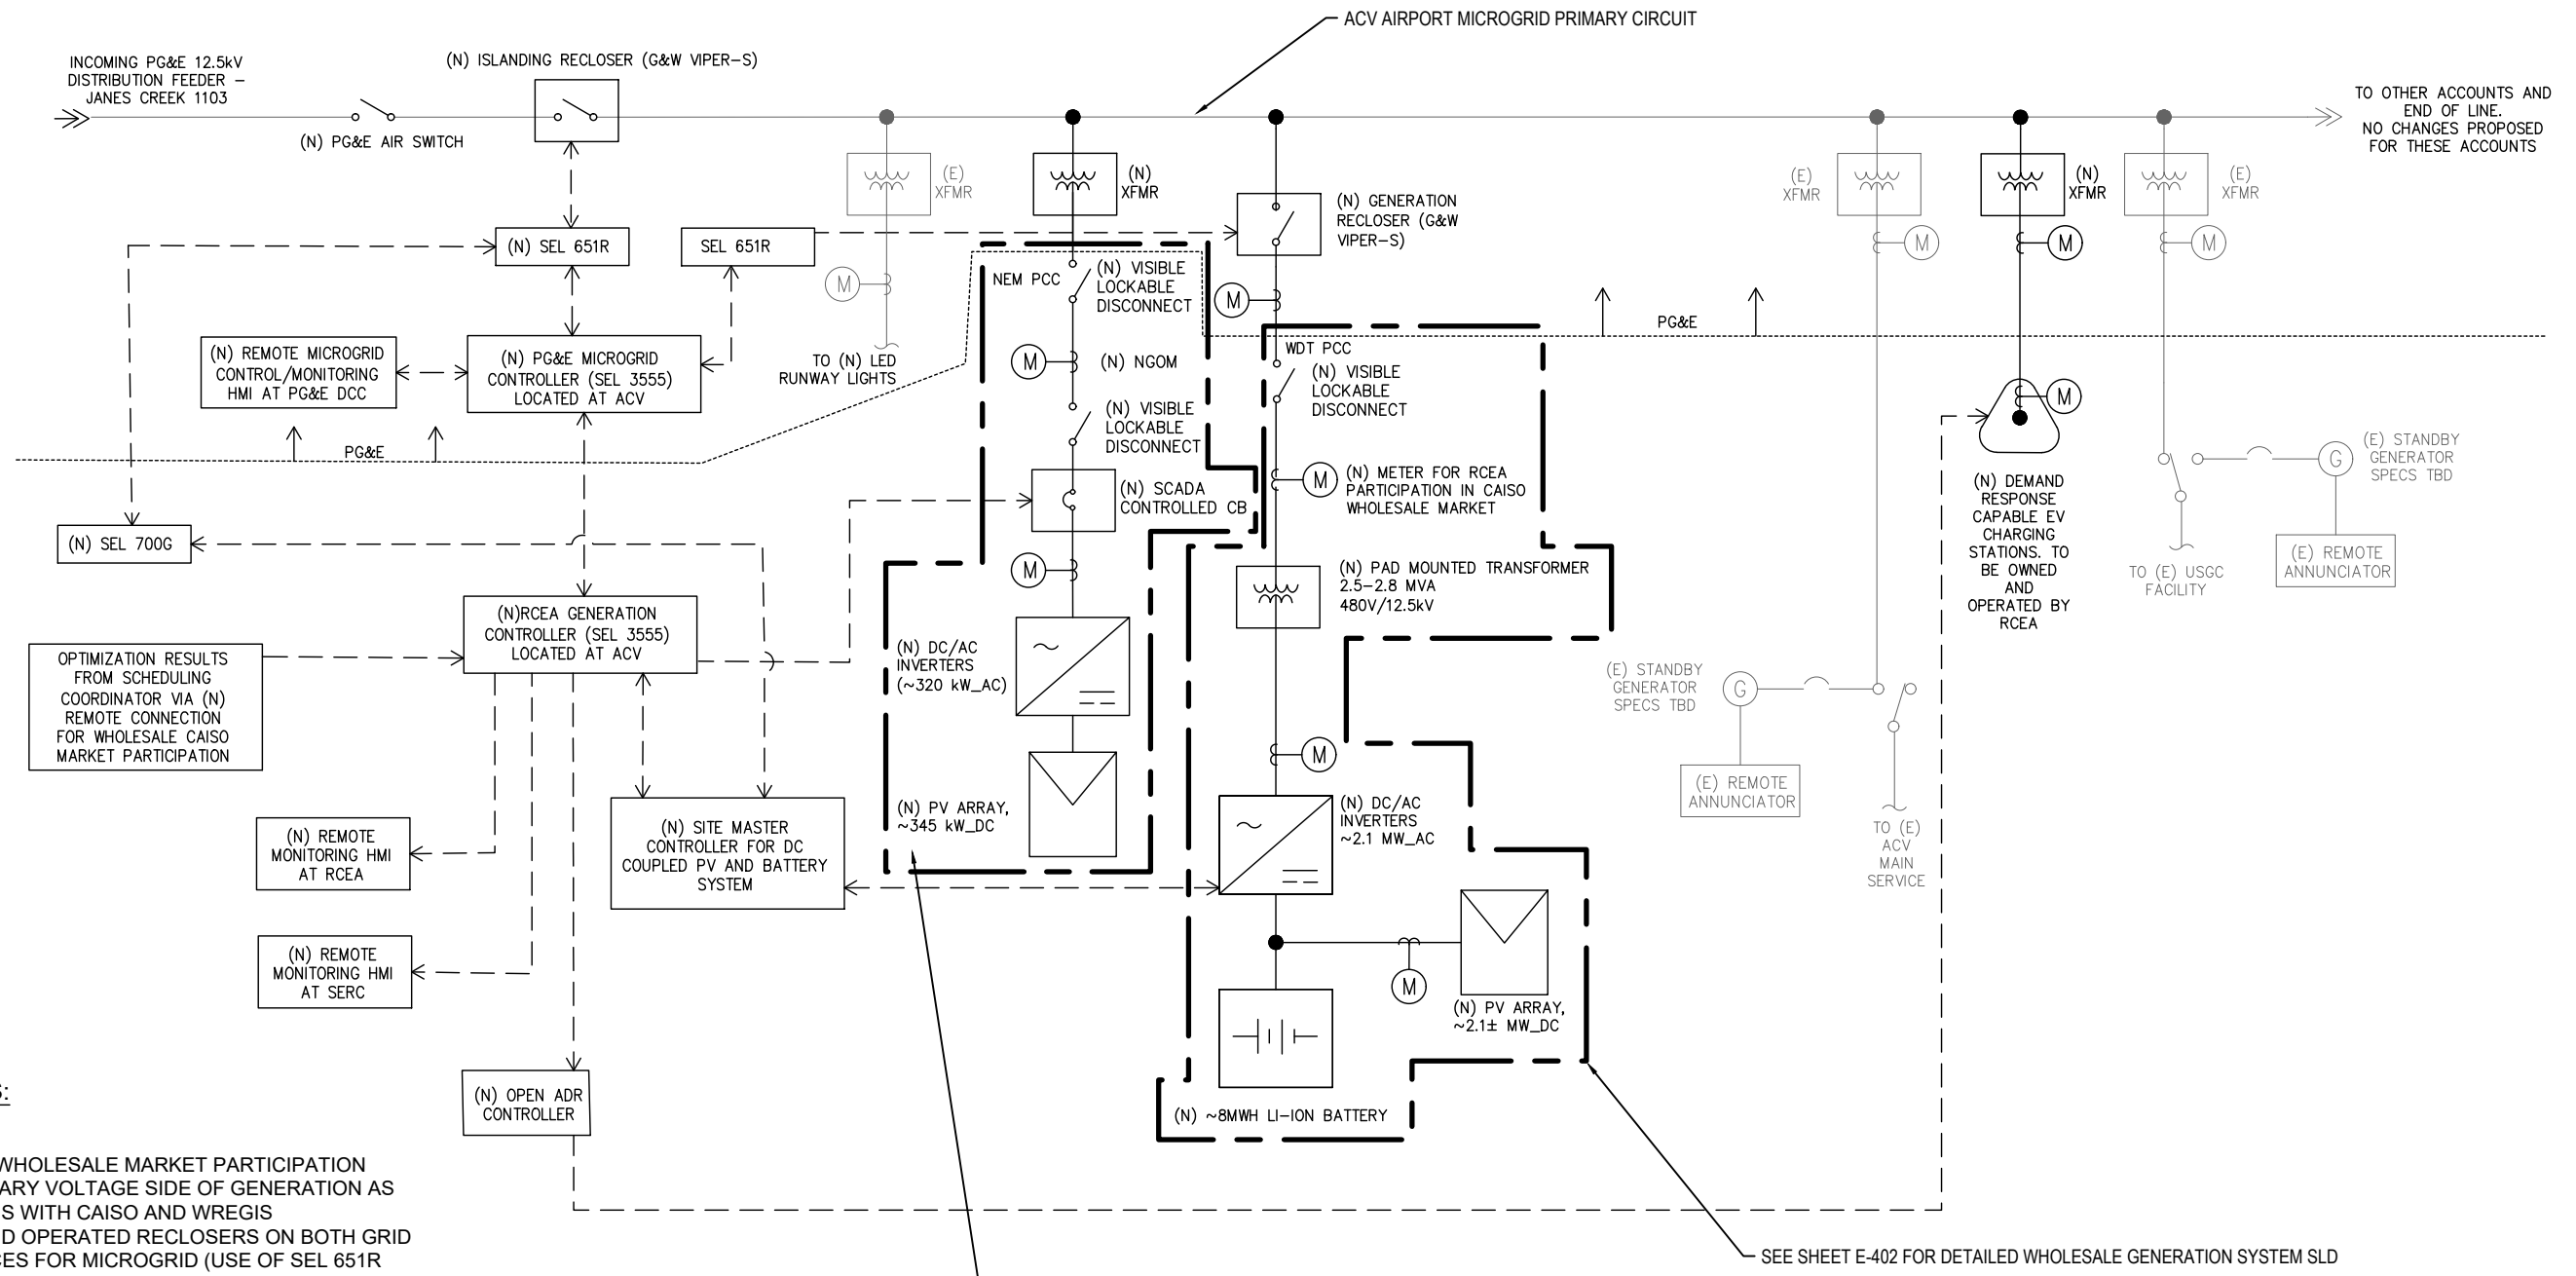 ACV AIRPORT MICROGRID PRIMARY CIRCUIT
INCOMING PG&E 12.5kV
DISTRIBUTION FEEDER –
JANES CREEK 1103
(N) ISLANDING RECLOSER (G&W VIPER-S)
(N) PG&E AIR SWITCH
TO OTHER ACCOUNTS AND
END OF LINE.
NO CHANGES PROPOSED
FOR THESE ACCOUNTS
(E)
XFMR
(N)
XFMR
(N) GENERATION
RECLOSER (G&W
VIPER-S)
(E)
XFMR
(N)
XFMR
(E)
XFMR
(N) SEL 651R
SEL 651R
M
M
M
M
M
NEM PCC
(N) VISIBLE
LOCKABLE
DISCONNECT
PG&E
(N) REMOTE MICROGRID
CONTROL/MONITORING
HMI AT PG&E DCC
(N) PG&E MICROGRID
CONTROLLER (SEL 3555)
LOCATED AT ACV
TO (N) LED
RUNWAY LIGHTS
M
(N) NGOM
WDT PCC
(N) VISIBLE
LOCKABLE
DISCONNECT
M
(N) VISIBLE
LOCKABLE
DISCONNECT
PG&E
(N) SCADA
CONTROLLED CB
M
(N) METER FOR RCEA
PARTICIPATION IN CAISO
WHOLESALE MARKET
(N) DEMAND
RESPONSE
CAPABLE EV
CHARGING
STATIONS. TO
BE OWNED
AND
OPERATED BY
RCEA
G
(E) STANDBY
GENERATOR
SPECS TBD
(E) REMOTE
ANNUNCIATOR
TO (E) USGC
FACILITY
(N) SEL 700G
M
(N) PAD MOUNTED TRANSFORMER
2.5–2.8 MVA
480V/12.5kV
(N)RCEA GENERATION
CONTROLLER (SEL 3555)
LOCATED AT ACV
OPTIMIZATION RESULTS
FROM SCHEDULING
COORDINATOR VIA (N)
REMOTE CONNECTION
FOR WHOLESALE CAISO
MARKET PARTICIPATION
(N) DC/AC
INVERTERS
(~320 kW_AC)
(E) STANDBY
GENERATOR
SPECS TBD
G
M
(E) REMOTE
ANNUNCIATOR
TO (E)
ACV
MAIN
SERVICE
(N) PV ARRAY,
~345 kW_DC
(N) DC/AC
INVERTERS
~2.1 MW_AC
(N) REMOTE
MONITORING HMI
AT RCEA
(N) SITE MASTER
CONTROLLER FOR DC
COUPLED PV AND BATTERY
SYSTEM
(N) REMOTE
MONITORING HMI
AT SERC
M
(N) PV ARRAY,
~2.1± MW_DC
(N) OPEN ADR
CONTROLLER
(N) ~8MWH LI–ION BATTERY
S:
WHOLESALE MARKET PARTICIPATION
ARY VOLTAGE SIDE OF GENERATION AS
S WITH CAISO AND WREGIS
D OPERATED RECLOSERS ON BOTH GRID
CES FOR MICROGRID (USE OF SEL 651R
SEE SHEET E-402 FOR DETAILED WHOLESALE GENERATION SYSTEM SLD